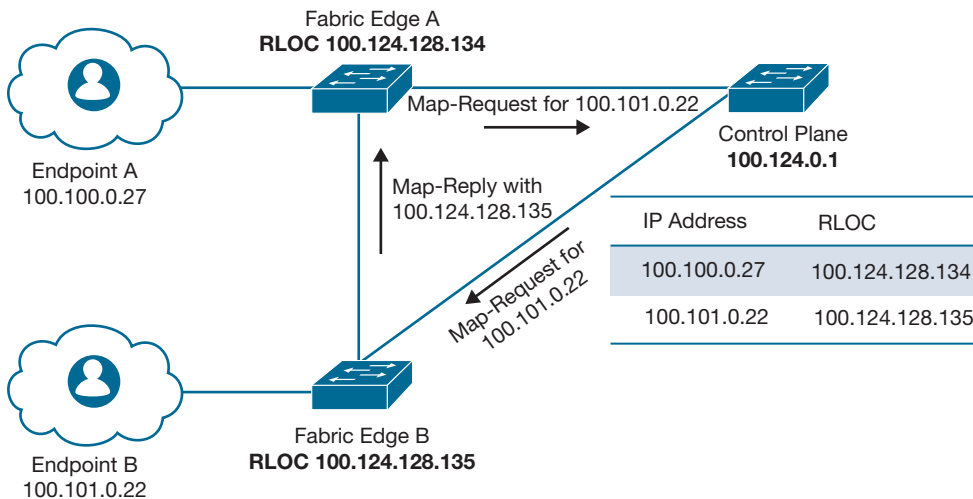 Fabric Edge A
RLOC 100.124.128.134
Map-Request for 100.101.0.22
Control Plane
100.124.0.1
Endpoint A
100.100.0.27
Map-Reply with
100.124.128.135
Map-Request for
100.101.0.22
IP Address RLOC
100.100.0.27 100.124.128.134
100.101.0.22 100.124.128.135
Fabric Edge B
RLOC 100.124.128.135
Endpoint B
100.101.0.22